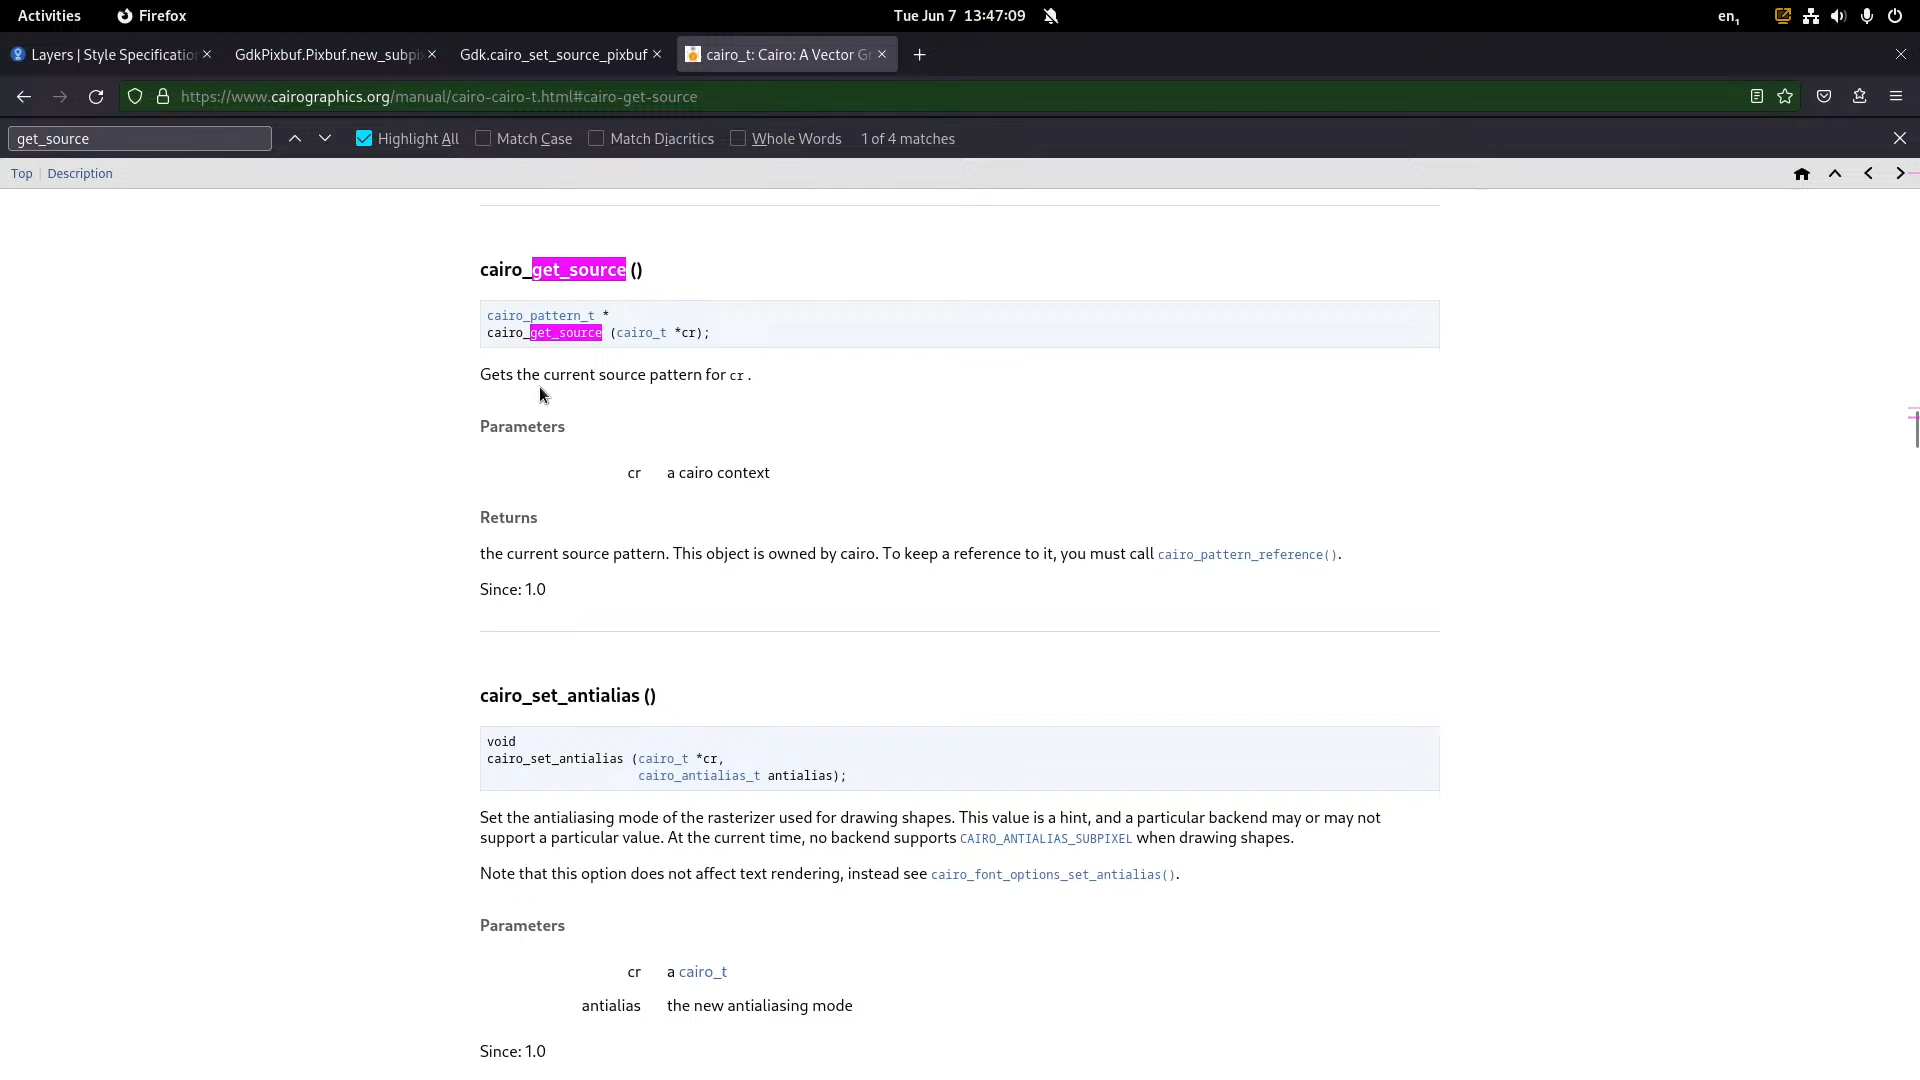 Activities Firefox Tue Jun 7 13:47:09 en1
Layers | Style Specificatio GdkPixbuf.Pixbuf.new_subpi Gdk.cairo_set_source_pixbuf cairo_t: Cairo: A Vector Gr
https://www.cairographics.org/manual/cairo-cairo-t.html#cairo-get-source
get_source Highlight All Match Case Match Diacritics Whole Words 1 of 4 matches
Top | Description
cairo_get_source ()
cairo_pattern_t *
cairo_get_source (cairo_t *cr);
Gets the current source pattern for cr .
Parameters
cr a cairo context
Returns
the current source pattern. This object is owned by cairo. To keep a reference to it, you must call cairo_pattern_reference().
Since: 1.0
cairo_set_antialias ()
void
cairo_set_antialias (cairo_t *cr,
cairo_antialias_t antialias);
Set the antialiasing mode of the rasterizer used for drawing shapes. This value is a hint, and a particular backend may or may not
support a particular value. At the current time, no backend supports CAIRO_ANTIALIAS_SUBPIXEL when drawing shapes.
Note that this option does not affect text rendering, instead see cairo_font_options_set_antialias().
Parameters
cr a cairo_t
antialias the new antialiasing mode
Since: 1.0